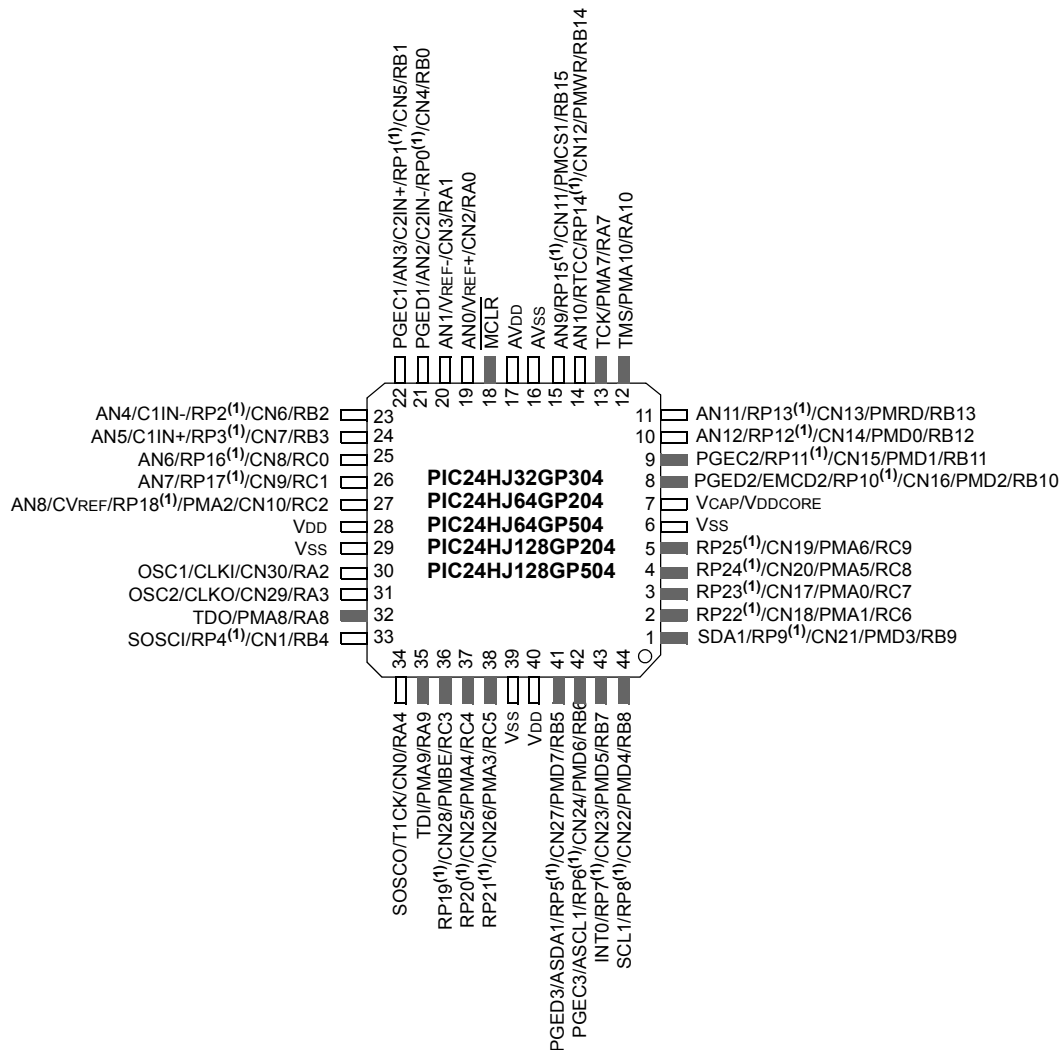 PGEC1/AN3/C2IN+/RP1(1)/CN5/RB1
PGED1/AN2/C2IN-/RP0(1)/CN4/RB0
AN1/VREF-/CN3/RA1
AN0/VREF+/CN2/RA0
MCLR
AVDD
AVSS
AN9/RP15(1)/CN11/PMCS1/RB15
AN10/RTCC/RP14(1)/CN12/PMWR/RB14
TCK/PMA7/RA7
TMS/PMA10/RA10
22
21
20
19
18
17
16
15
14
13
12
AN4/C1IN-/RP2(1)/CN6/RB2 23
AN5/C1IN+/RP3(1)/CN7/RB3 24
AN6/RP16(1)/CN8/RC0 25
AN7/RP17(1)/CN9/RC1 26
AN8/CVREF/RP18(1)/PMA2/CN10/RC2 27
VDD 28
VSS 29
OSC1/CLKI/CN30/RA2 30
OSC2/CLKO/CN29/RA3 31
TDO/PMA8/RA8 32
SOSCI/RP4(1)/CN1/RB4 33
PIC24HJ32GP304
PIC24HJ64GP204
PIC24HJ64GP504
PIC24HJ128GP204
PIC24HJ128GP504
11 AN11/RP13(1)/CN13/PMRD/RB13
10 AN12/RP12(1)/CN14/PMD0/RB12
9 PGEC2/RP11(1)/CN15/PMD1/RB11
8 PGED2/EMCD2/RP10(1)/CN16/PMD2/RB10
7 VCAP/VDDCORE
6 VSS
5 RP25(1)/CN19/PMA6/RC9
4 RP24(1)/CN20/PMA5/RC8
3 RP23(1)/CN17/PMA0/RC7
2 RP22(1)/CN18/PMA1/RC6
1 SDA1/RP9(1)/CN21/PMD3/RB9
34
35
36
37
38
39
40
41
42
43
44
SOSCO/T1CK/CN0/RA4
TDI/PMA9/RA9
RP19(1)/CN28/PMBE/RC3
RP20(1)/CN25/PMA4/RC4
RP21(1)/CN26/PMA3/RC5
VSS
VDD
PGED3/ASDA1/RP5(1)/CN27/PMD7/RB5
PGEC3/ASCL1/RP6(1)/CN24/PMD6/RB6
INT0/RP7(1)/CN23/PMD5/RB7
SCL1/RP8(1)/CN22/PMD4/RB8